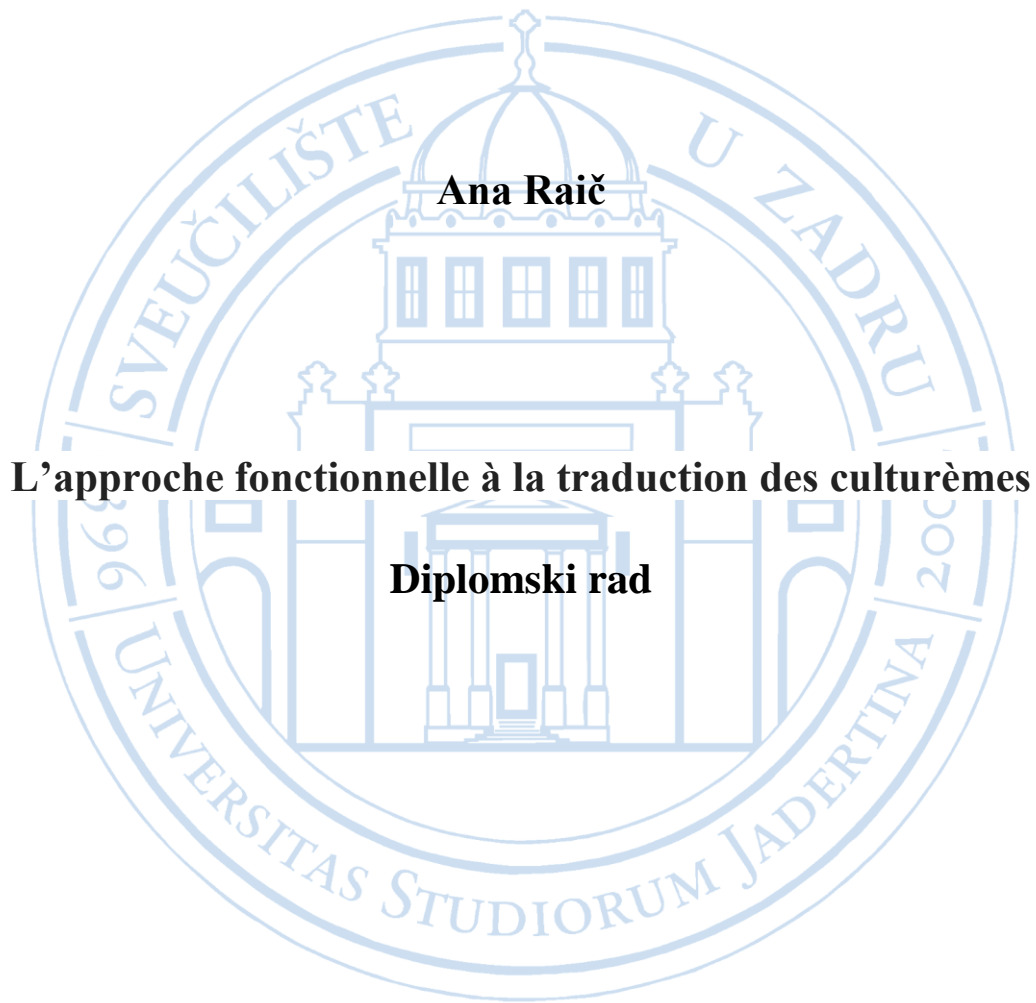 Ana Raič
L’approche fonctionnelle à la traduction des culturèmes
Diplomski rad
SVEUČILIŠTE U ZADRU
UNIVERSITAS STUDIORUM JADERTINA